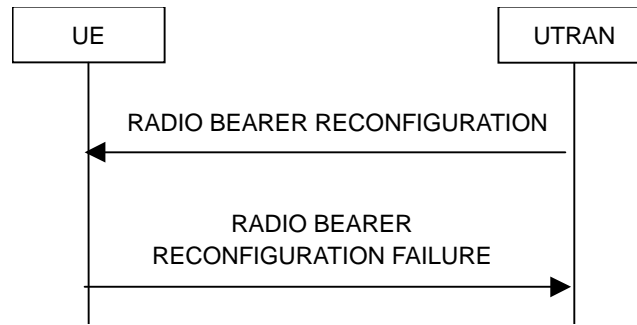 UE
UTRAN
RADIO BEARER RECONFIGURATION
RADIO BEARER
RECONFIGURATION FAILURE